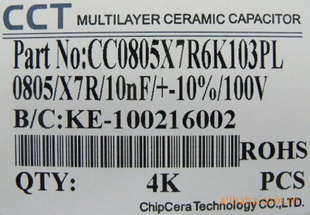 CCT MULTILAYER CERAMIC CAPACITOR
Part No:CC0805X7R6K103PL
0805/X7R/10nF/+-10%/100V
B/C:KE-100216002
ROHS
QTY: 4K PCS
ChipCera Technology CO.,LTD